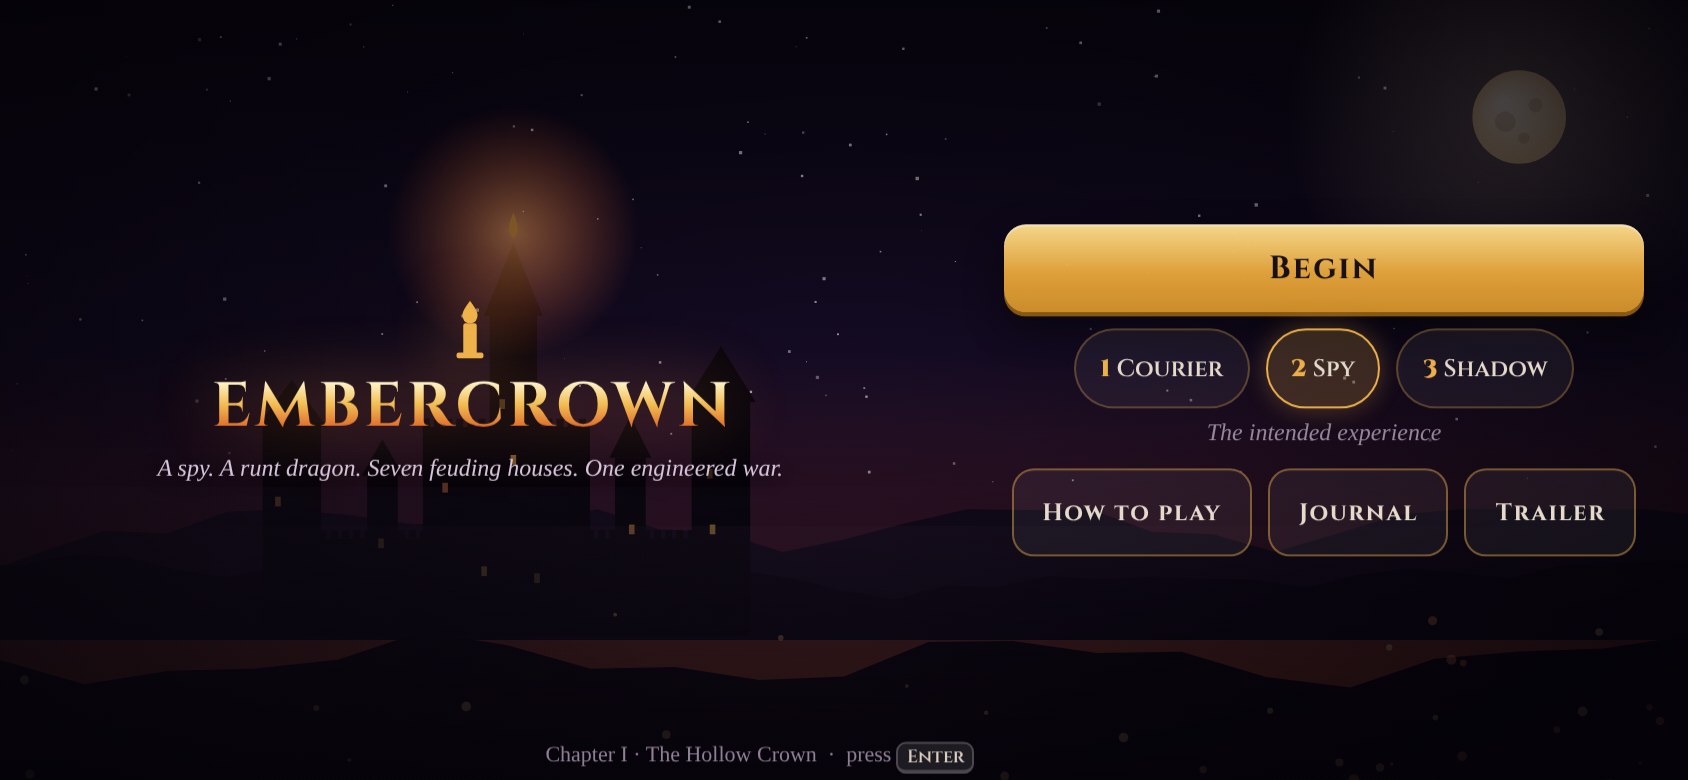 EMBERCROWN
A spy. A runt dragon. Seven feuding houses. One engineered war.
Begin
1 Courier
2 Spy
3 Shadow
The intended experience
How to play
Journal
Trailer
Chapter I · The Hollow Crown · press Enter